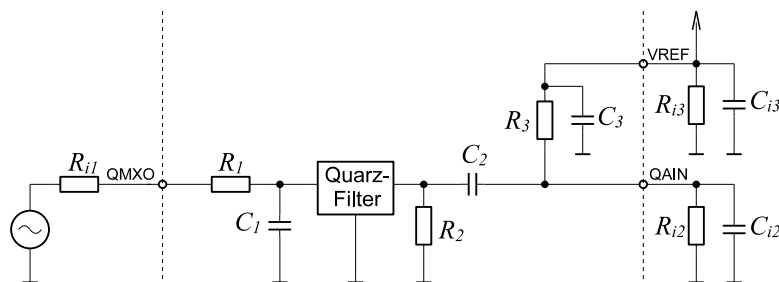 VREF
R3
C3
Ri3
Ci3
Ri1
QMXO
R1
Quarz-
Filter
C2
QAIN
C1
R2
Ri2
Ci2